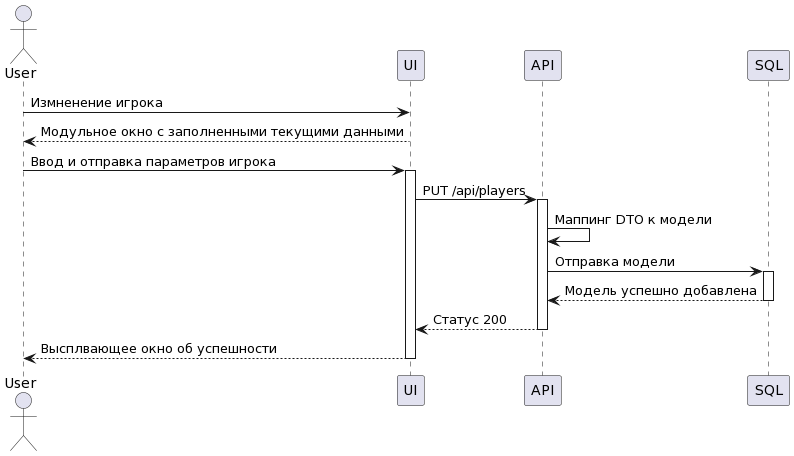 User
UI
API
SQL
Измненение игрока
Модульное окно с заполненными текущими данными
Ввод и отправка параметров игрока
PUT /api/players
Маппинг DTO к модели
Отправка модели
Модель успешно добавлена
Статус 200
Высплвающее окно об успешности
User
UI
API
SQL